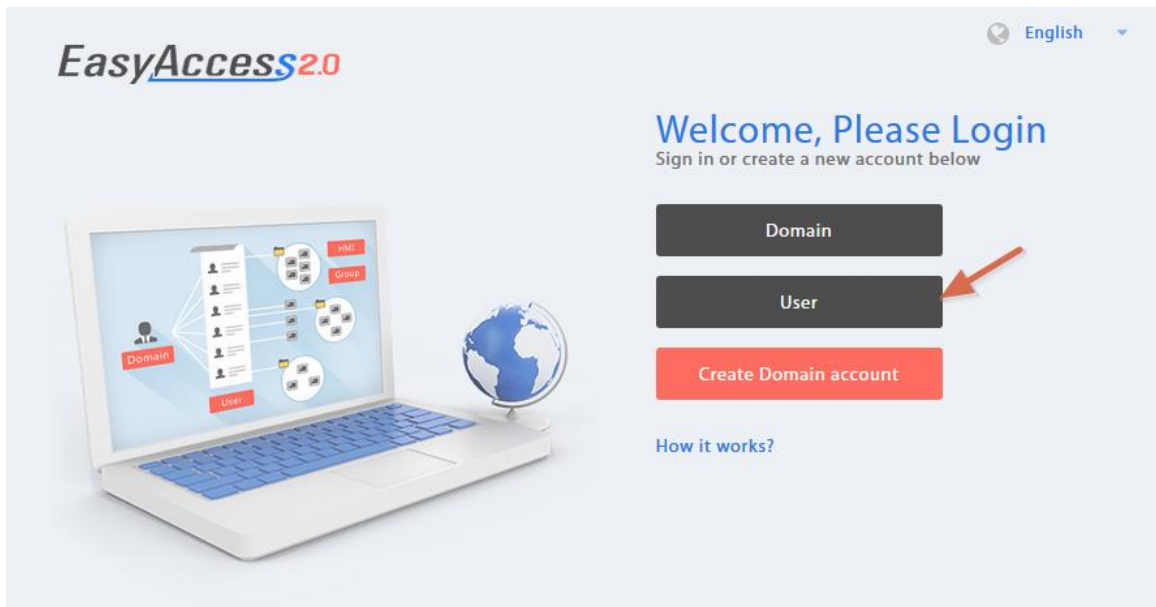 English
EasyAccess2.0
Welcome, Please Login
Sign in or create a new account below
Domain
User
Create Domain account
How it works?
HMI
Group
Domain
User